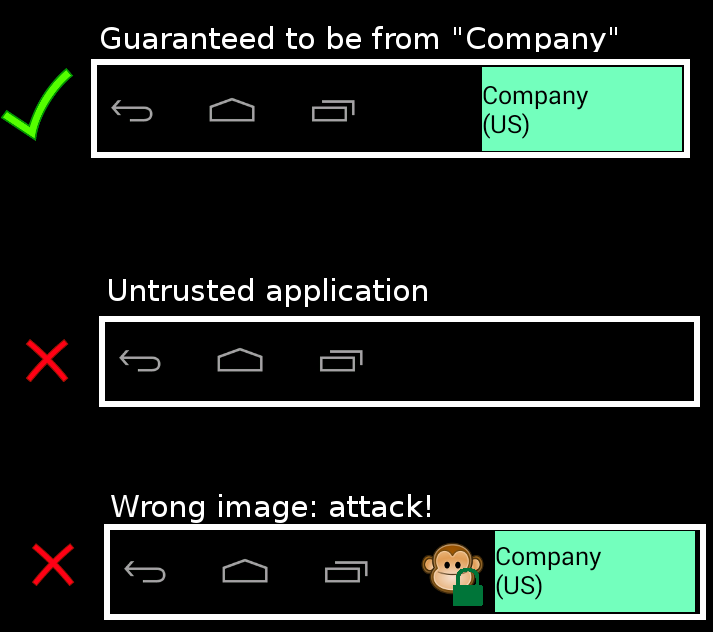 Guaranteed to be from "Company"
Company
(US)
Untrusted application
Wrong image: attack!
Company
(US)